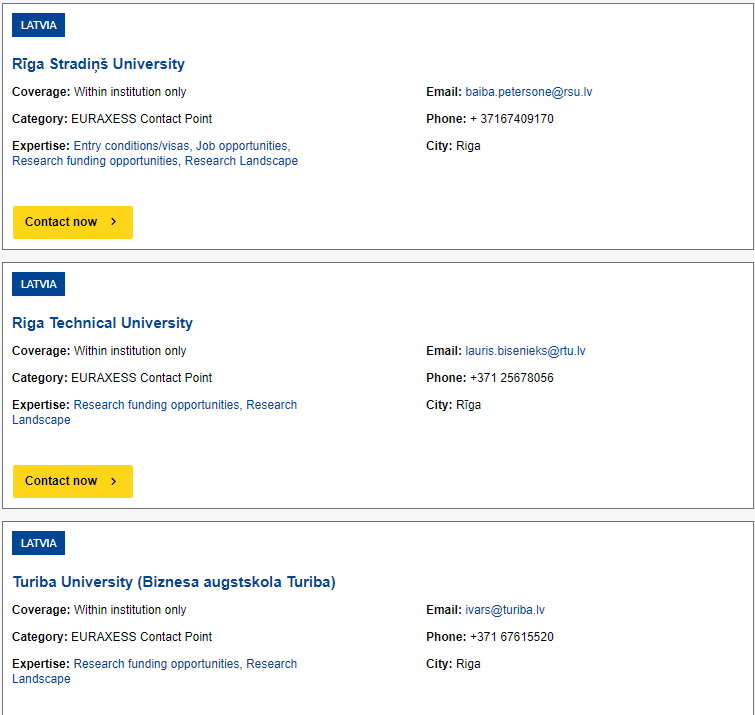 LATVIA
Rīga Stradiņš University
Coverage: Within institution only
Email: baiba.petersone@rsu.lv
Category: EURAXESS Contact Point
Phone: + 37167409170
Expertise: Entry conditions/visas, Job opportunities,
Research funding opportunities, Research Landscape
City: Riga
Contact now
LATVIA
Riga Technical University
Coverage: Within institution only
Email: lauris.bisenieks@rtu.lv
Category: EURAXESS Contact Point
Phone: +371 25678056
Expertise: Research funding opportunities, Research
Landscape
City: Rīga
Contact now
LATVIA
Turiba University (Biznesa augstskola Turiba)
Coverage: Within institution only
Email: ivars@turiba.lv
Category: EURAXESS Contact Point
Phone: +371 67615520
Expertise: Research funding opportunities, Research
Landscape
City: Riga